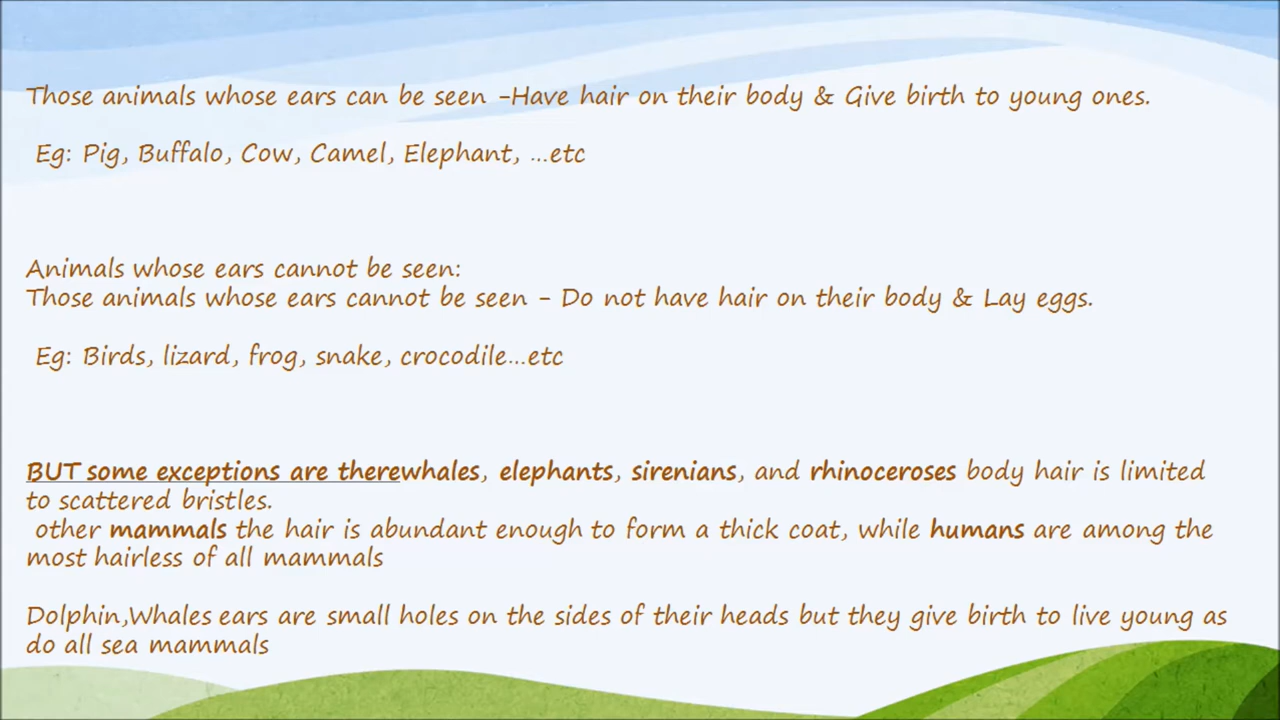 Those animals whose ears can be seen -Have hair on their body & Give birth to young ones.
Eg: Pig, Buffalo, Cow, Camel, Elephant, ...etc
Animals whose ears cannot be seen:
Those animals whose ears cannot be seen - Do not have hair on their body & Lay eggs.
Eg: Birds, lizard, frog, snake, crocodile...etc
BUT some exceptions are therewhales, elephants, sirenians, and rhinoceroses body hair is limited
to scattered bristles.
other mammals the hair is abundant enough to form a thick coat, while humans are among the
most hairless of all mammals
Dolphin,Whales ears are small holes on the sides of their heads but they give birth to live young as
do all sea mammals